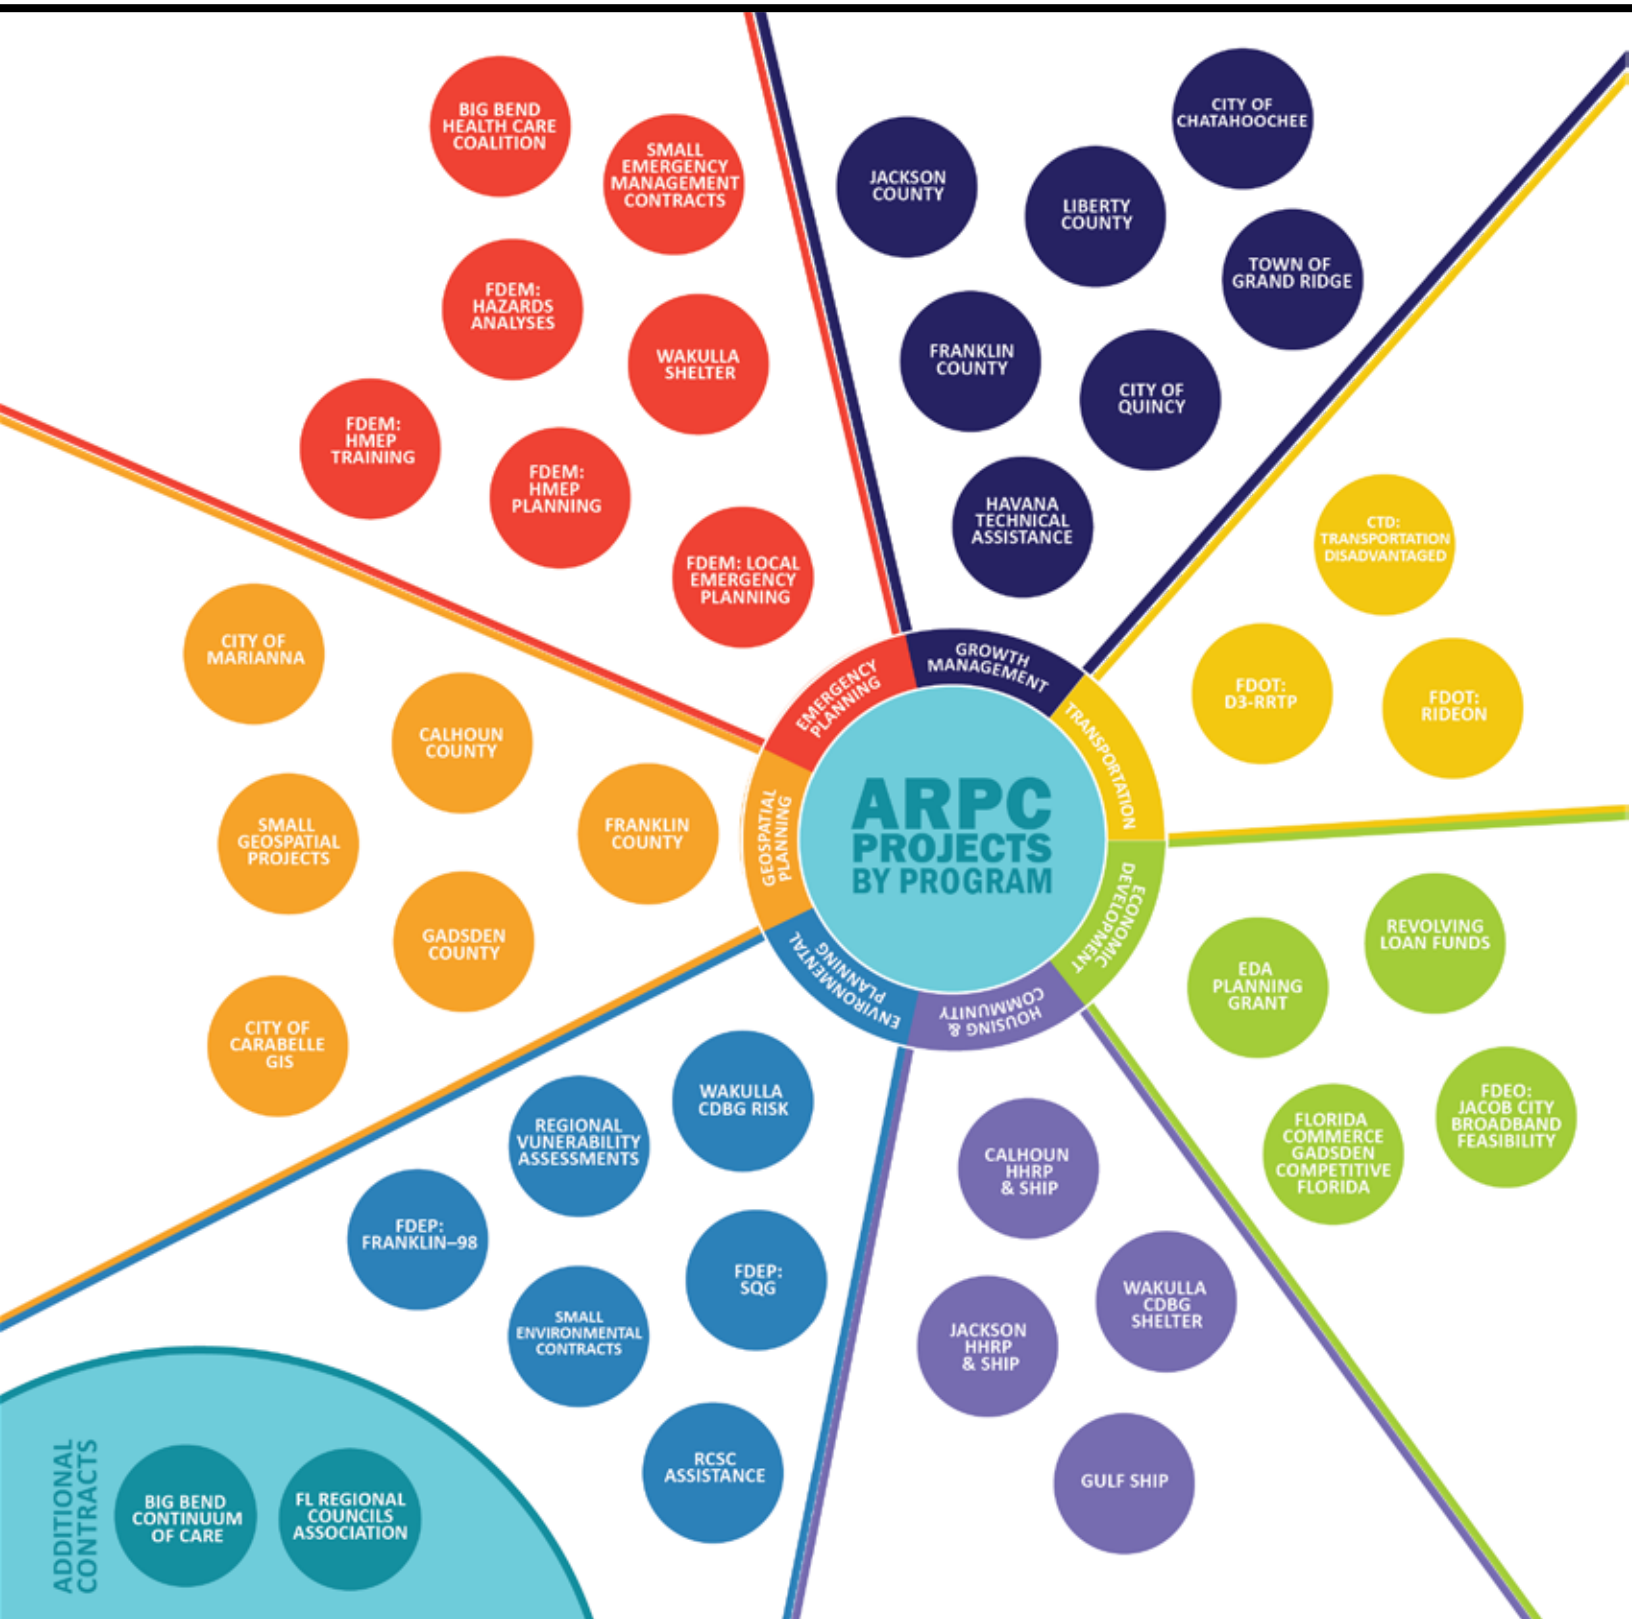 ARPC
PROJECTS
BY PROGRAM
EMERGENCY
PLANNING
BIG BEND
HEALTH CARE
COALITION
SMALL
EMERGENCY
MANAGEMENT
CONTRACTS
FDEM:
HAZARDS
ANALYSES
WAKULLA
SHELTER
FDEM:
HMEP
TRAINING
FDEM:
HMEP
PLANNING
FDEM: LOCAL
EMERGENCY
PLANNING
GROWTH
MANAGEMENT
CITY OF
CHATAHOOCHEE
JACKSON
COUNTY
LIBERTY
COUNTY
TOWN OF
GRAND RIDGE
FRANKLIN
COUNTY
CITY OF
QUINCY
HAVANA
TECHNICAL
ASSISTANCE
TRANSPORTATION
CTD:
TRANSPORTATION
DISADVANTAGED
FDOT:
D3-RRTP
FDOT:
RIDEON
ECONOMIC
DEVELOPMENT
REVOLVING
LOAN FUNDS
EDA
PLANNING
GRANT
FLORIDA
COMMERCE
GADSDEN
COMPETITIVE
FLORIDA
FDEO:
JACOB CITY
BROADBAND
FEASIBILITY
HOUSING &
COMMUNITY
CALHOUN
HHRP
& SHIP
WAKULLA
CDBG
SHELTER
JACKSON
HHRP
& SHIP
GULF SHIP
ENVIRONMENTAL
PLANNING
WAKULLA
CDBG RISK
REGIONAL
VUNERABILITY
ASSESSMENTS
FDEP:
FRANKLIN–98
FDEP:
SQG
SMALL
ENVIRONMENTAL
CONTRACTS
RCSC
ASSISTANCE
GEOSPATIAL
PLANNING
CITY OF
MARIANNA
CALHOUN
COUNTY
SMALL
GEOSPATIAL
PROJECTS
FRANKLIN
COUNTY
GADSDEN
COUNTY
CITY OF
CARABELLE
GIS
ADDITIONAL
CONTRACTS
BIG BEND
CONTINUUM
OF CARE
FL REGIONAL
COUNCILS
ASSOCIATION